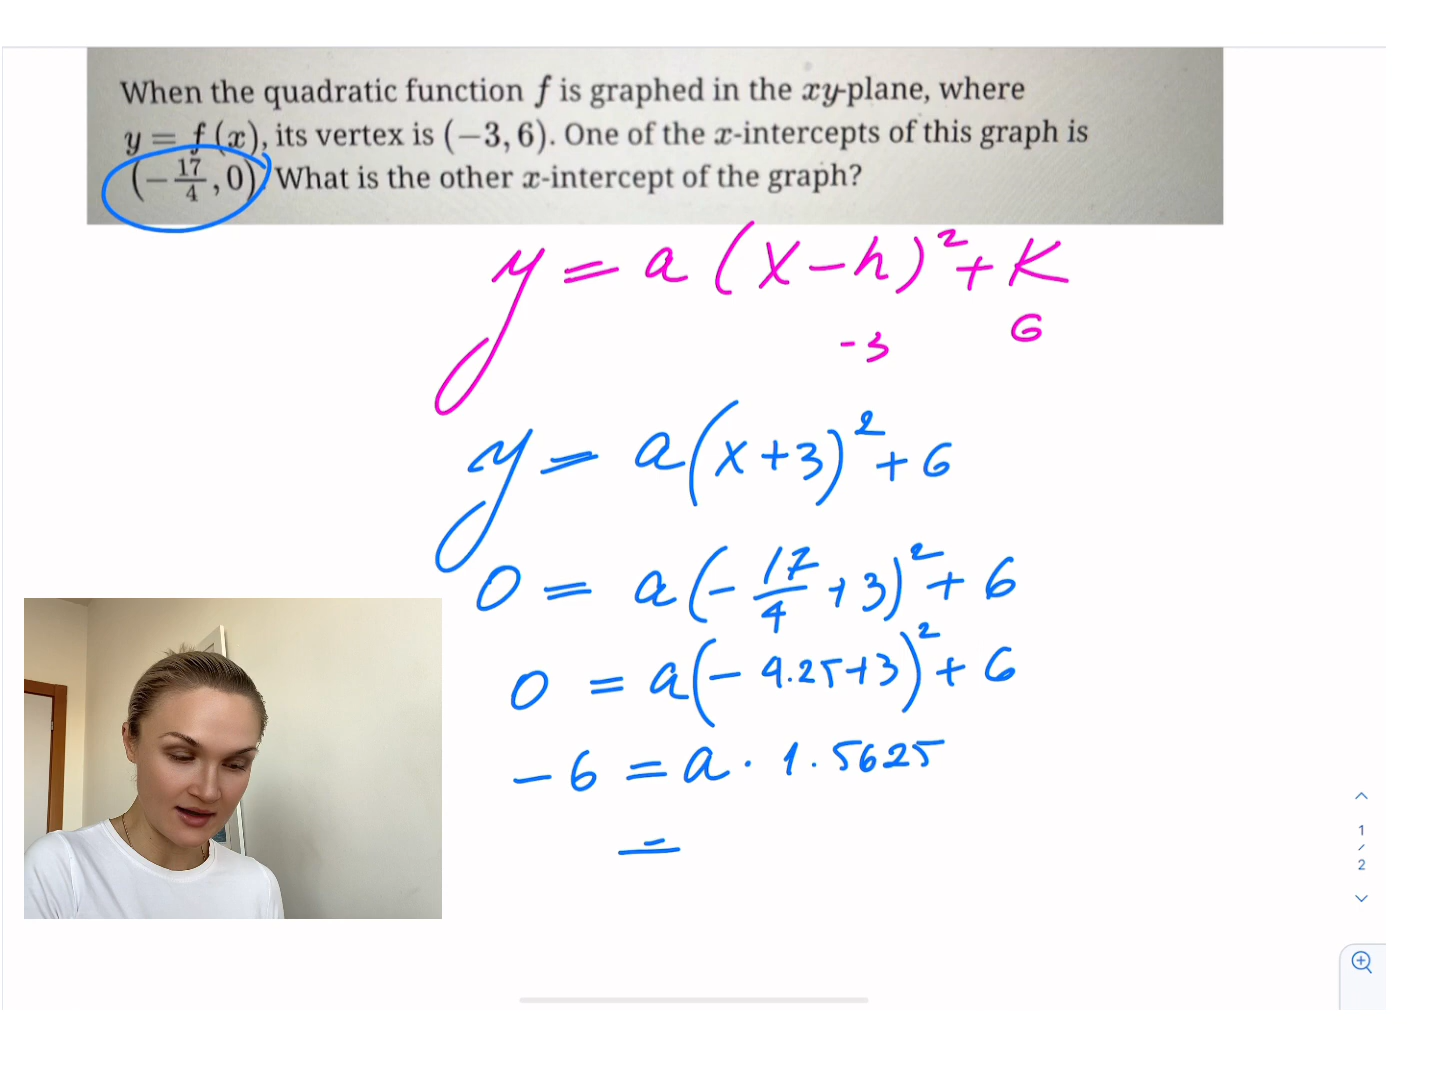 When the quadratic function f is graphed in the xy-plane, where
y = f (x), its vertex is (−3, 6). One of the x-intercepts of this graph is
(−17/4, 0). What is the other x-intercept of the graph?
y = a (x−h)²+K
-3 6
y = a(x+3)²+6
0 = a(-17/4+3)²+6
0 = a(-4.25+3)²+6
-6 = a · 1.5625
=
1
/
2